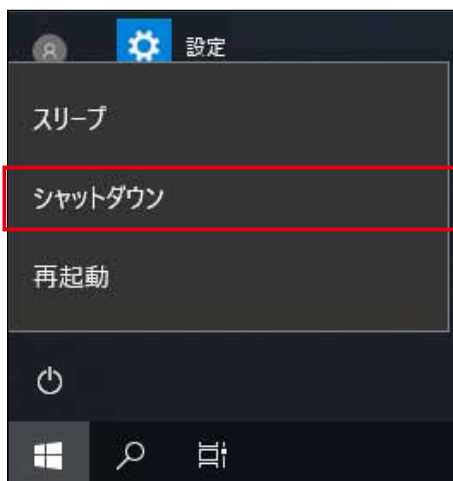 設定
スリープ
シャットダウン
再起動